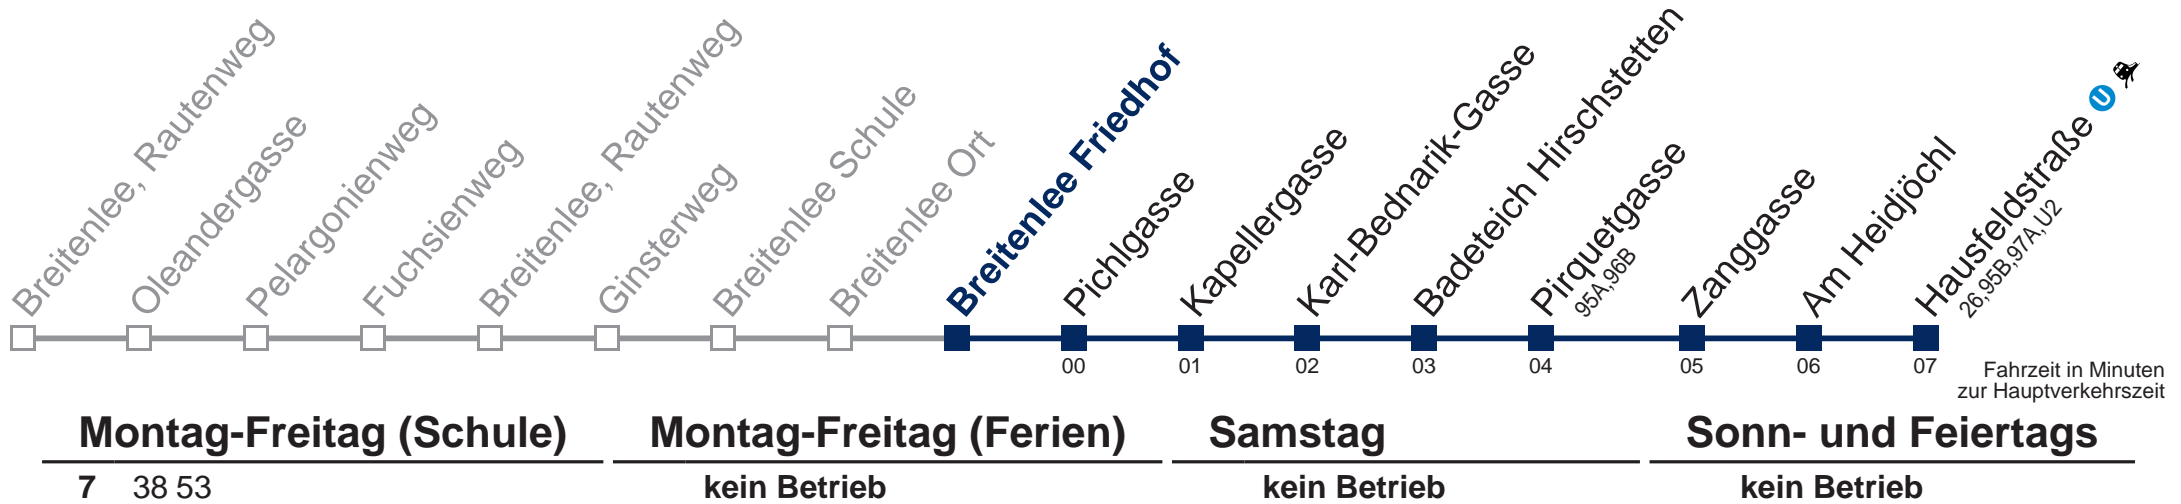 Breitenlee, Rautenweg
Oleandergasse
Pelargonienweg
Fuchsienweg
Breitenlee, Rautenweg
Ginsterweg
Breitenlee Schule
Breitenlee Ort
Breitenlee Friedhof
Pichlgasse
Kapellergasse
Karl-Bednarik-Gasse
Badeteich Hirschstetten
Pirquetgasse
95A,96B
Zanggasse
Am Heidjöchl
Hausfeldstraße U
26,95B,97A,U2
00 01 02 03 04 05 06 07
Fahrzeit in Minuten
zur Hauptverkehrszeit
Montag-Freitag (Schule) Montag-Freitag (Ferien) Samstag Sonn- und Feiertags
7 38 53 kein Betrieb kein Betrieb kein Betrieb